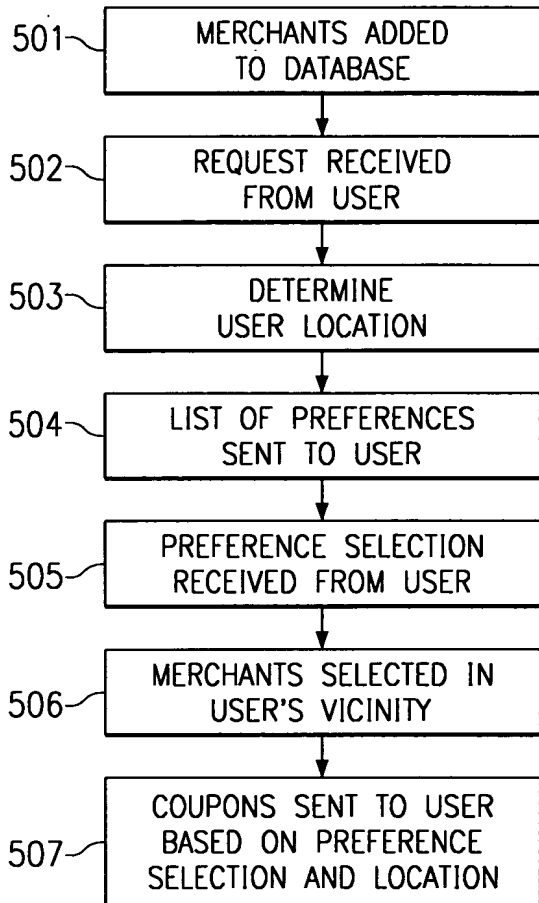 501
MERCHANTS ADDED
TO DATABASE
502
REQUEST RECEIVED
FROM USER
503
DETERMINE
USER LOCATION
504
LIST OF PREFERENCES
SENT TO USER
505
PREFERENCE SELECTION
RECEIVED FROM USER
506
MERCHANTS SELECTED IN
USER'S VICINITY
507
COUPONS SENT TO USER
BASED ON PREFERENCE
SELECTION AND LOCATION